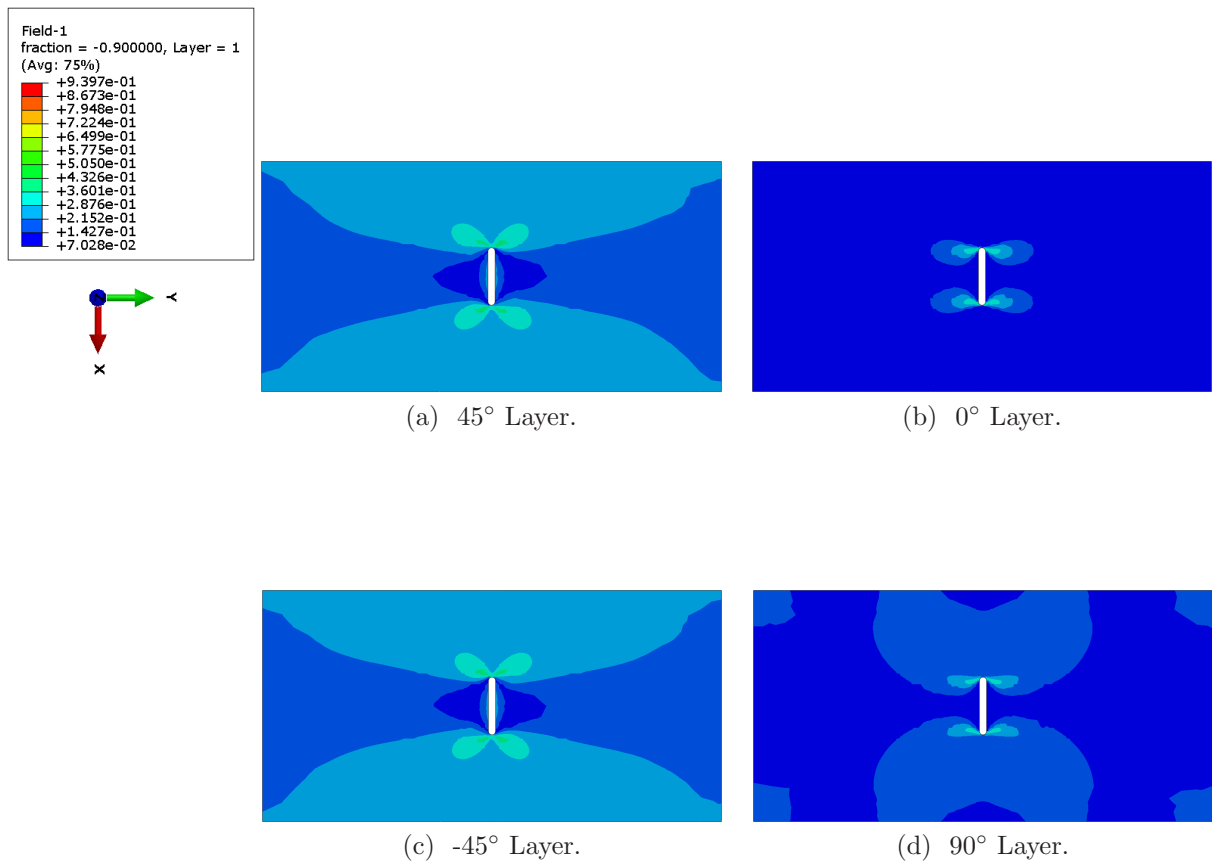 Field-1
fraction = -0.900000, Layer = 1
(Avg: 75%)
+9.397e-01
+8.673e-01
+7.948e-01
+7.224e-01
+6.499e-01
+5.775e-01
+5.050e-01
+4.326e-01
+3.601e-01
+2.876e-01
+2.152e-01
+1.427e-01
+7.028e-02
Z
Y
X
(a) 45° Layer.
(b) 0° Layer.
(c) -45° Layer.
(d) 90° Layer.